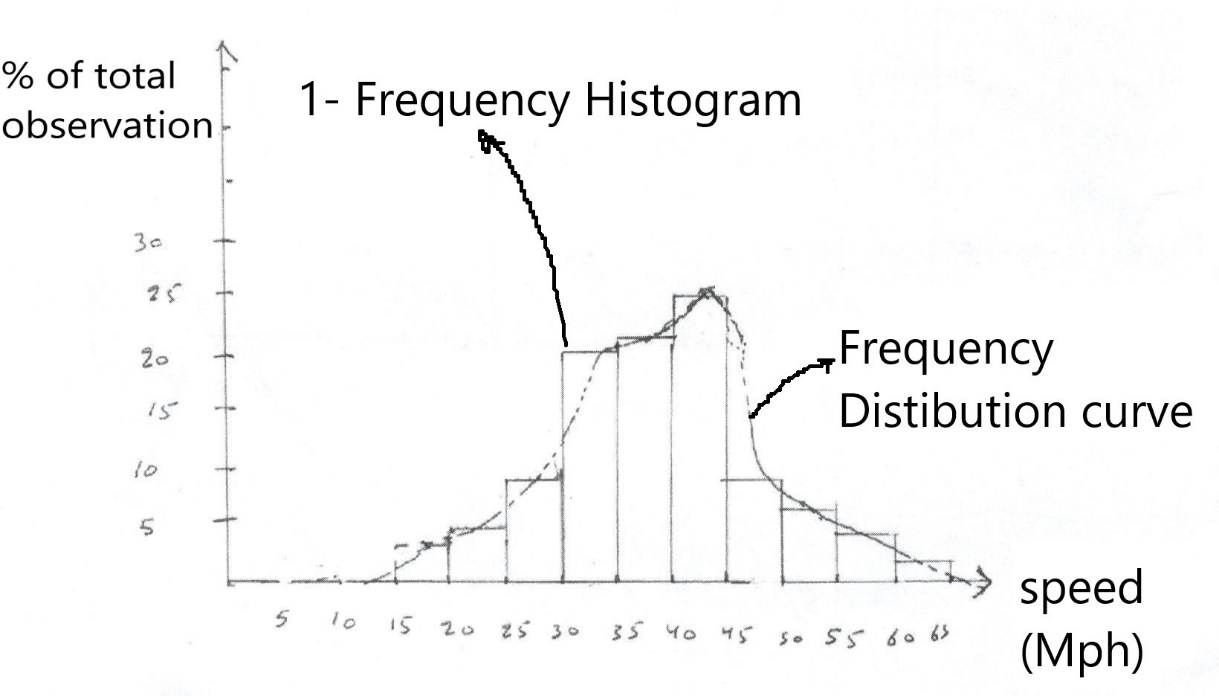 % of total
observation
1- Frequency Histogram
30
25
20
15
10
5
Frequency
Distibution curve
5 10 15 20 25 30 35 40 45 50 55 60 65
speed
(Mph)